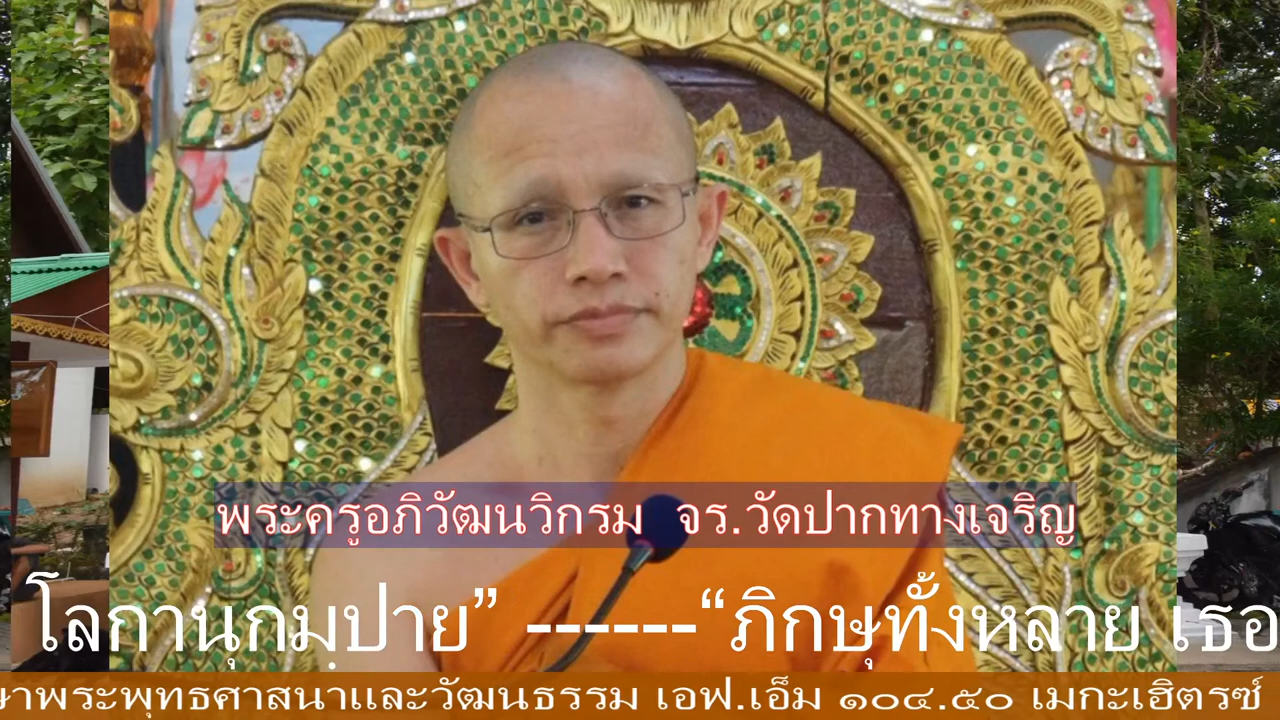 พระครูอภิวัฒนวิกรม จร.วัดปากทางเจริญ
โลกานุกมฺปาย” ------“ภิกษุทั้งหลาย เธอ
ษาพระพุทธศาสนาและวัฒนธรรม เอฟ.เอ็ม ๑๐๔.๕๐ เมกะเฮิตรซ์